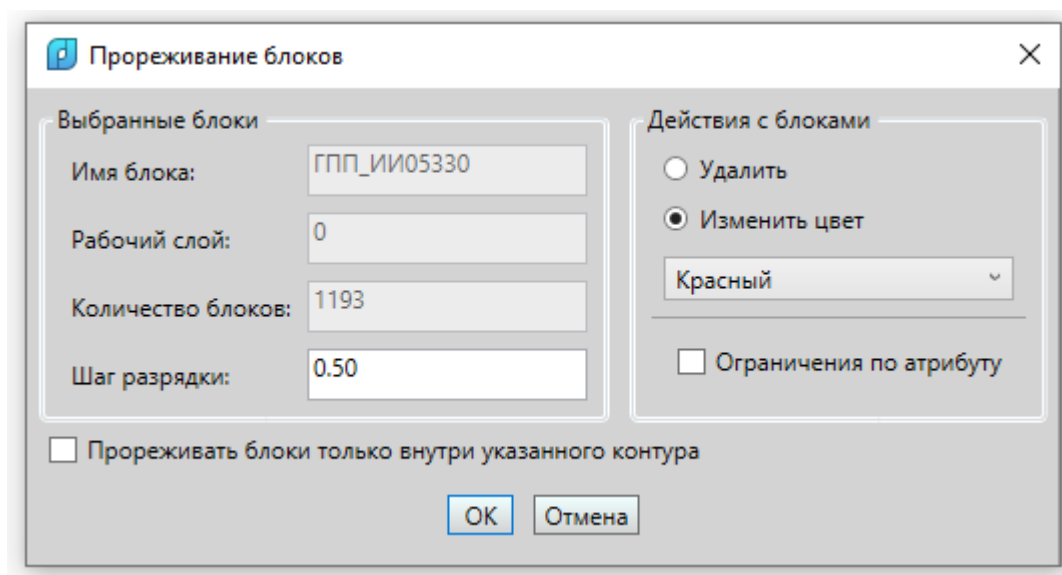 Прореживание блоков
Выбранные блоки
Имя блока: ГПП_ИИ05330
Рабочий слой: 0
Количество блоков: 1193
Шаг разрядки: 0.50
Действия с блоками
Удалить
Изменить цвет
Красный
Ограничения по атрибуту
Прореживать блоки только внутри указанного контура
ОК Отмена